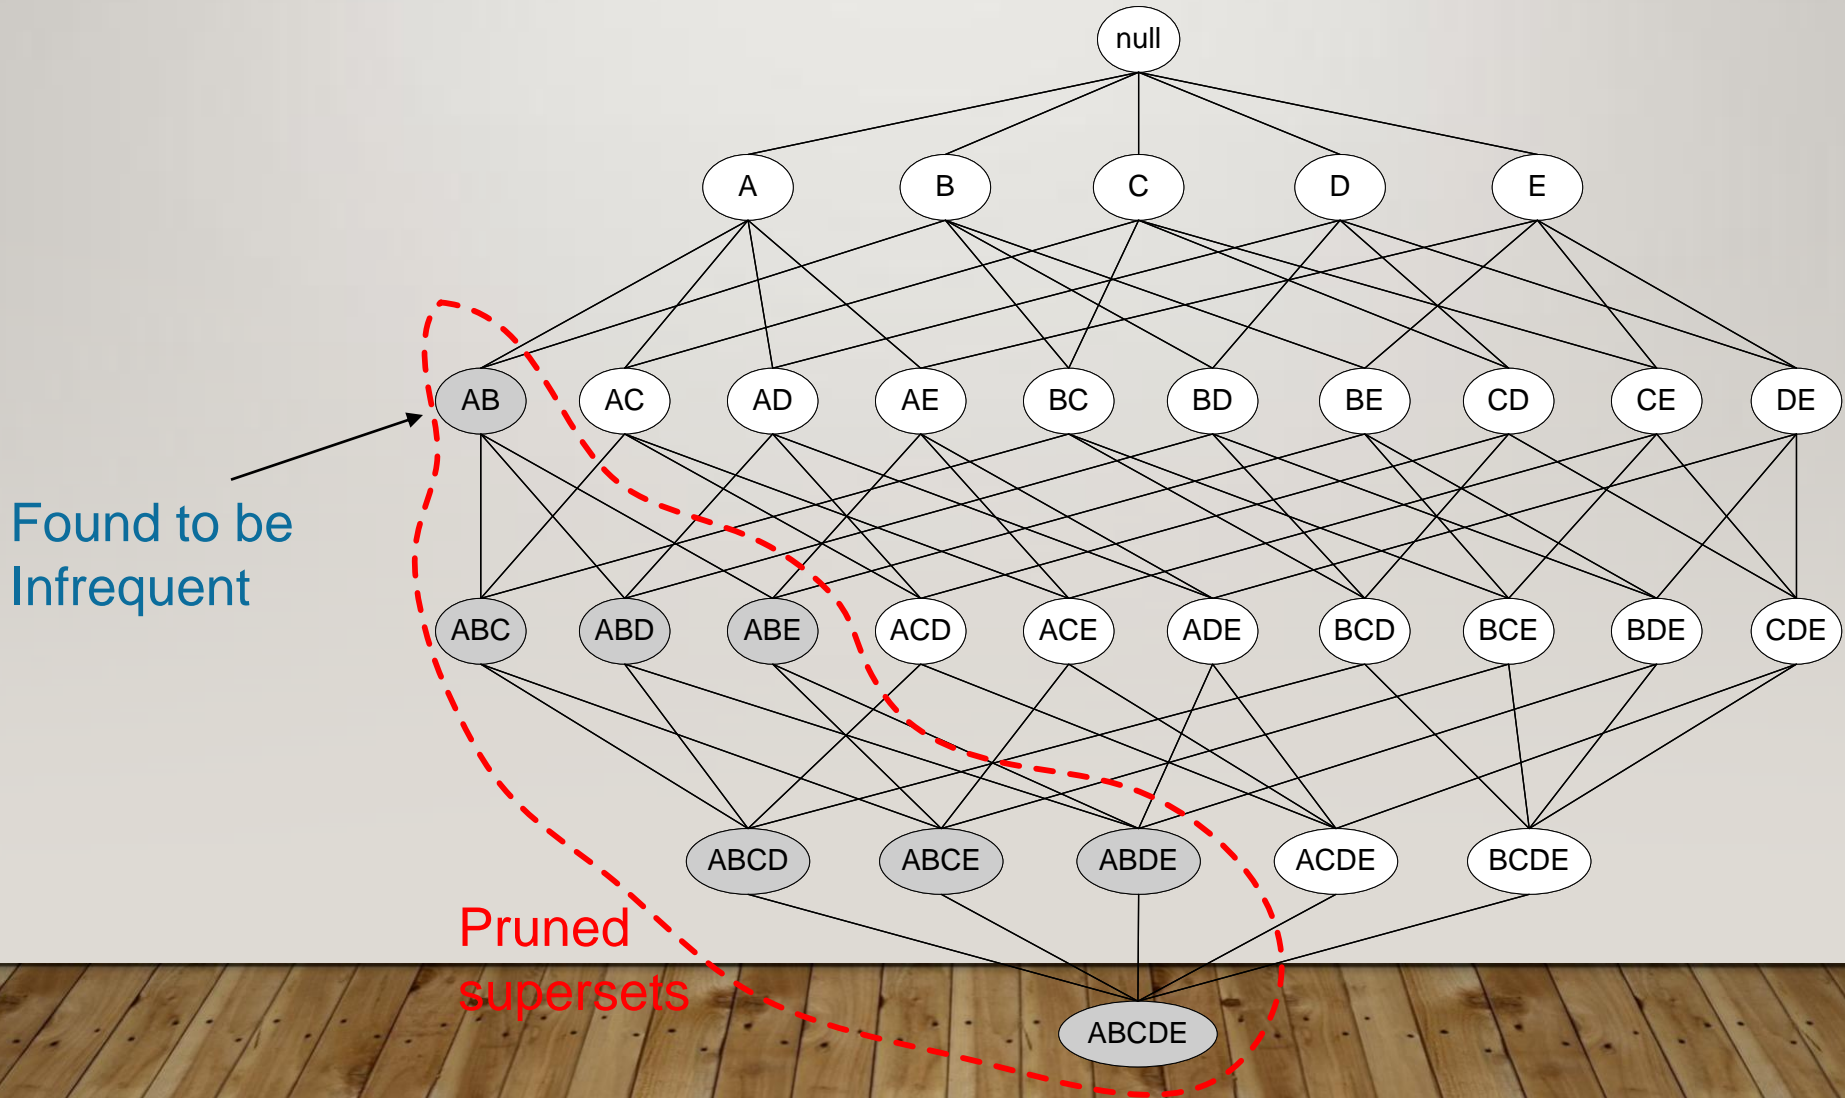 null
A B C D E
AB AC AD AE BC BD BE CD CE DE
Found to be
Infrequent
ABC ABD ABE ACD ACE ADE BCD BCE BDE CDE
ABCD ABCE ABDE ACDE BCDE
Pruned
supersets
ABCDE